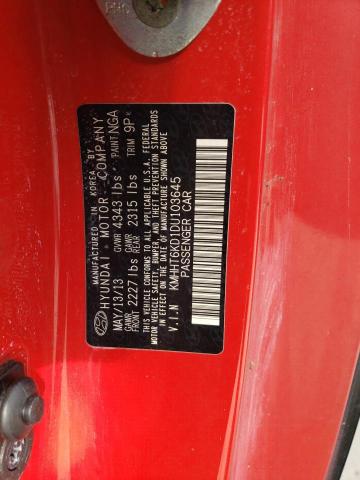 MANUFACTURED IN KOREA BY
HYUNDAI MOTOR COMPANY
MAY/13/13 GVWR 4343 lbs PAINT NGA
GAWR FRONT 2227 lbs GAWR REAR 2315 lbs TRIM 9P
THIS VEHICLE CONFORMS TO ALL APPLICABLE U.S.A. FEDERAL
MOTOR VEHICLE SAFETY, BUMPER, AND THEFT PREVENTION
STANDARDS IN EFFECT ON THE DATE OF
MANUFACTURE SHOWN ABOVE.
V.I.N KMHHT6KD1DU103645
PASSENGER CAR